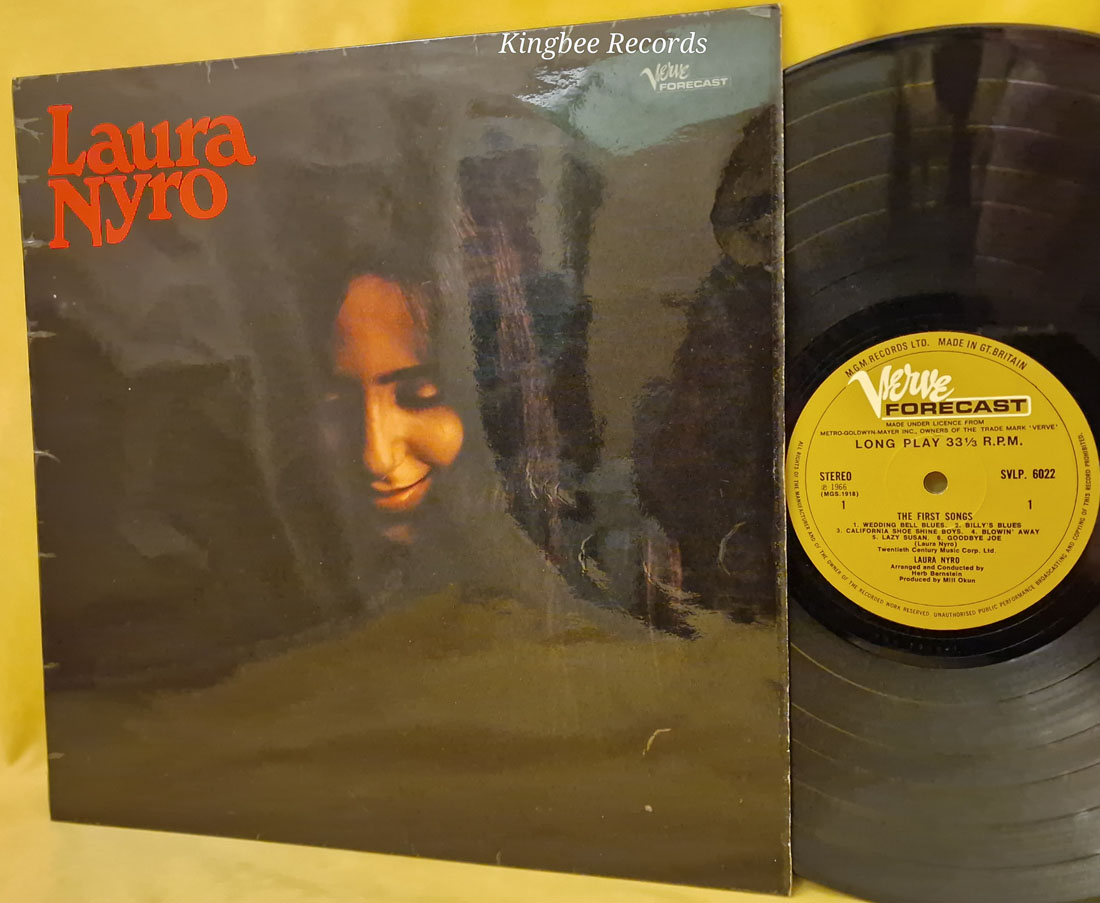 Kingbee Records
Verve
FORECAST
Laura
Nyro
M.G.M. RECORDS LTD. MADE IN GT. BRITAIN
Verve
FORECAST
MADE UNDER LICENCE FROM
METRO-GOLDWYN-MAYER INC., OWNERS OF THE TRADE MARK 'VERVE'
LONG PLAY 33⅓ R.P.M.
STEREO
SVLP. 6022
℗ 1966
(MGS.1918)
1
1
THE FIRST SONGS
1. WEDDING BELL BLUES. 2. BILLY'S BLUES
3. CALIFORNIA SHOE SHINE BOYS. 4. BLOWIN' AWAY
5. LAZY SUSAN. 6. GOODBYE JOE
(Laura Nyro)
Twentieth Century Music Corp. Ltd.
LAURA NYRO
Arranged and Conducted by
Herb Bernstein
Produced by Milt Okun
ALL RIGHTS OF THE MANUFACTURER AND OF THE OWNER OF THE RECORDED WORK RESERVED. UNAUTHORISED PUBLIC PERFORMANCE BROADCASTING AND COPYING OF THIS RECORD PROHIBITED.